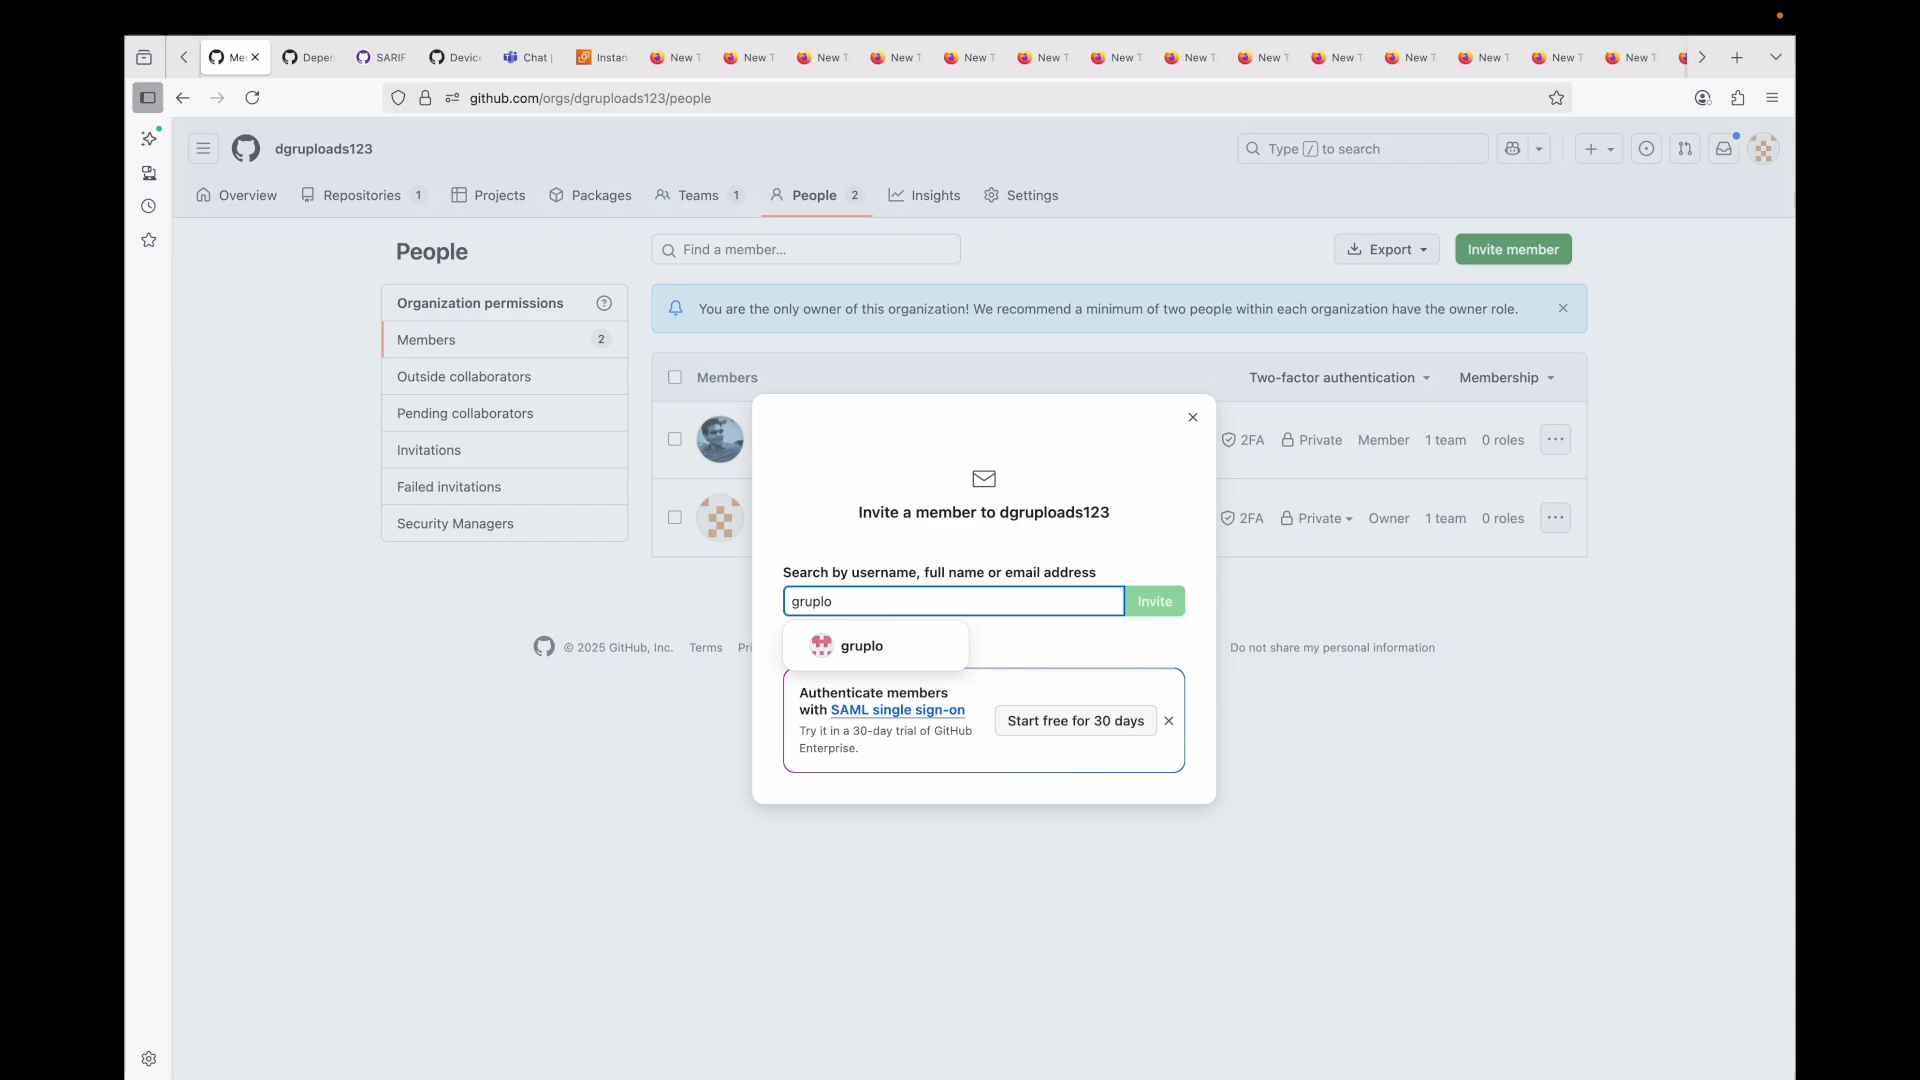 Me
Depen
SARIF
Device
Chat |
Instan
New T
New T
New T
New T
New T
New T
New T
New T
New T
New T
New T
New T
New T
New T
github.com/orgs/dgruploads123/people
dgruploads123
Type / to search
Overview
Repositories 1
Projects
Packages
Teams 1
People 2
Insights
Settings
People
Find a member...
Export
Invite member
Organization permissions
Members 2
Outside collaborators
Pending collaborators
Invitations
Failed invitations
Security Managers
You are the only owner of this organization! We recommend a minimum of two people within each organization have the owner role.
Members
Two-factor authentication
Membership
2FA Private Member 1 team 0 roles
2FA Private Owner 1 team 0 roles
Invite a member to dgruploads123
Search by username, full name or email address
gruplo
Invite
gruplo
Authenticate members
with SAML single sign-on
Try it in a 30-day trial of GitHub
Enterprise.
Start free for 30 days
© 2025 GitHub, Inc. Terms Pri
Do not share my personal information